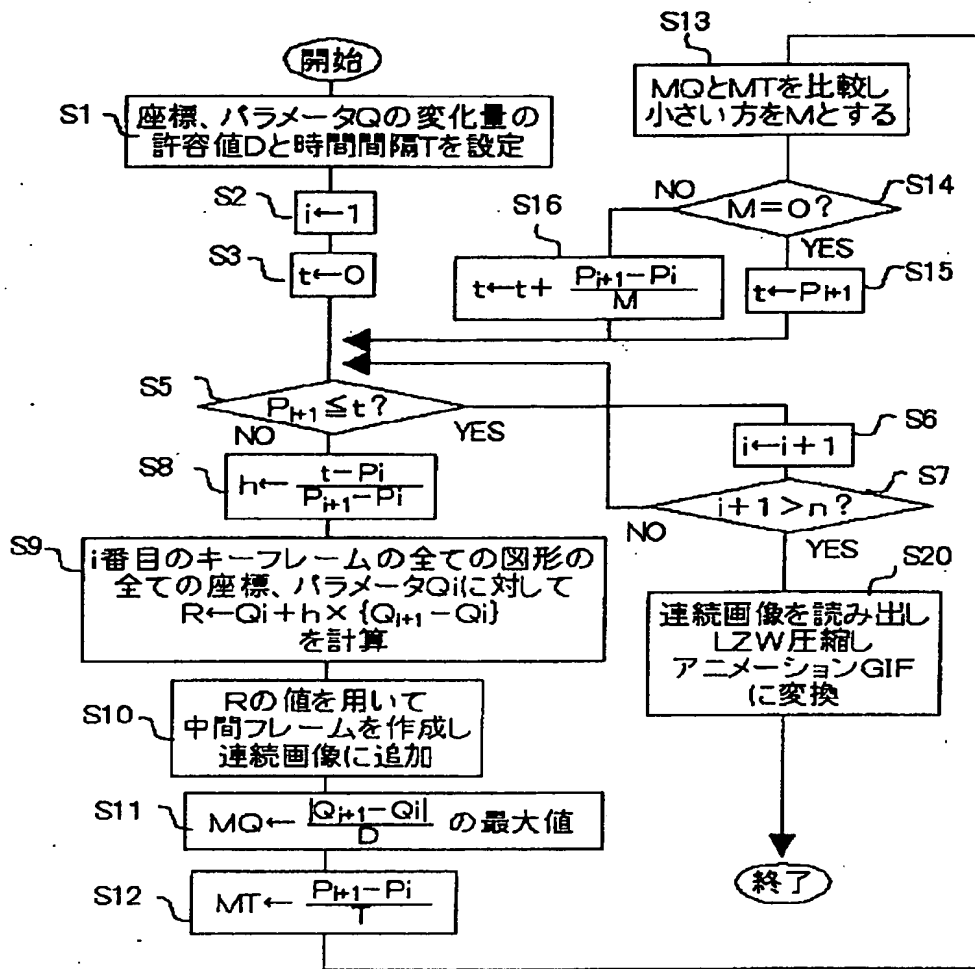 開始
S1
座標、パラメータQの変化量の
許容値Dと時間間隔Tを設定
S2
i←1
S3
t←0
S5
Pi+1≦t?
NO
YES
S8
h← t−Pi
Pi+1−Pi
S9
i番目のキーフレームの全ての図形の
全ての座標、パラメータQiに対して
R←Qi+h×{Qi+1−Qi}
を計算
S10
Rの値を用いて
中間フレームを作成し
連続画像に追加
S11
MQ← |Qi+1−Qi| の最大値
D
S12
MT← Pi+1−Pi
T
S13
MQとMTを比較し
小さい方をMとする
S14
M=0?
NO
YES
S16
t←t+ Pi+1−Pi
M
S15
t←Pi+1
S6
i←i+1
S7
i+1>n?
NO
YES
S20
連続画像を読み出し
LZW圧縮し
アニメーションGIF
に変換
終了